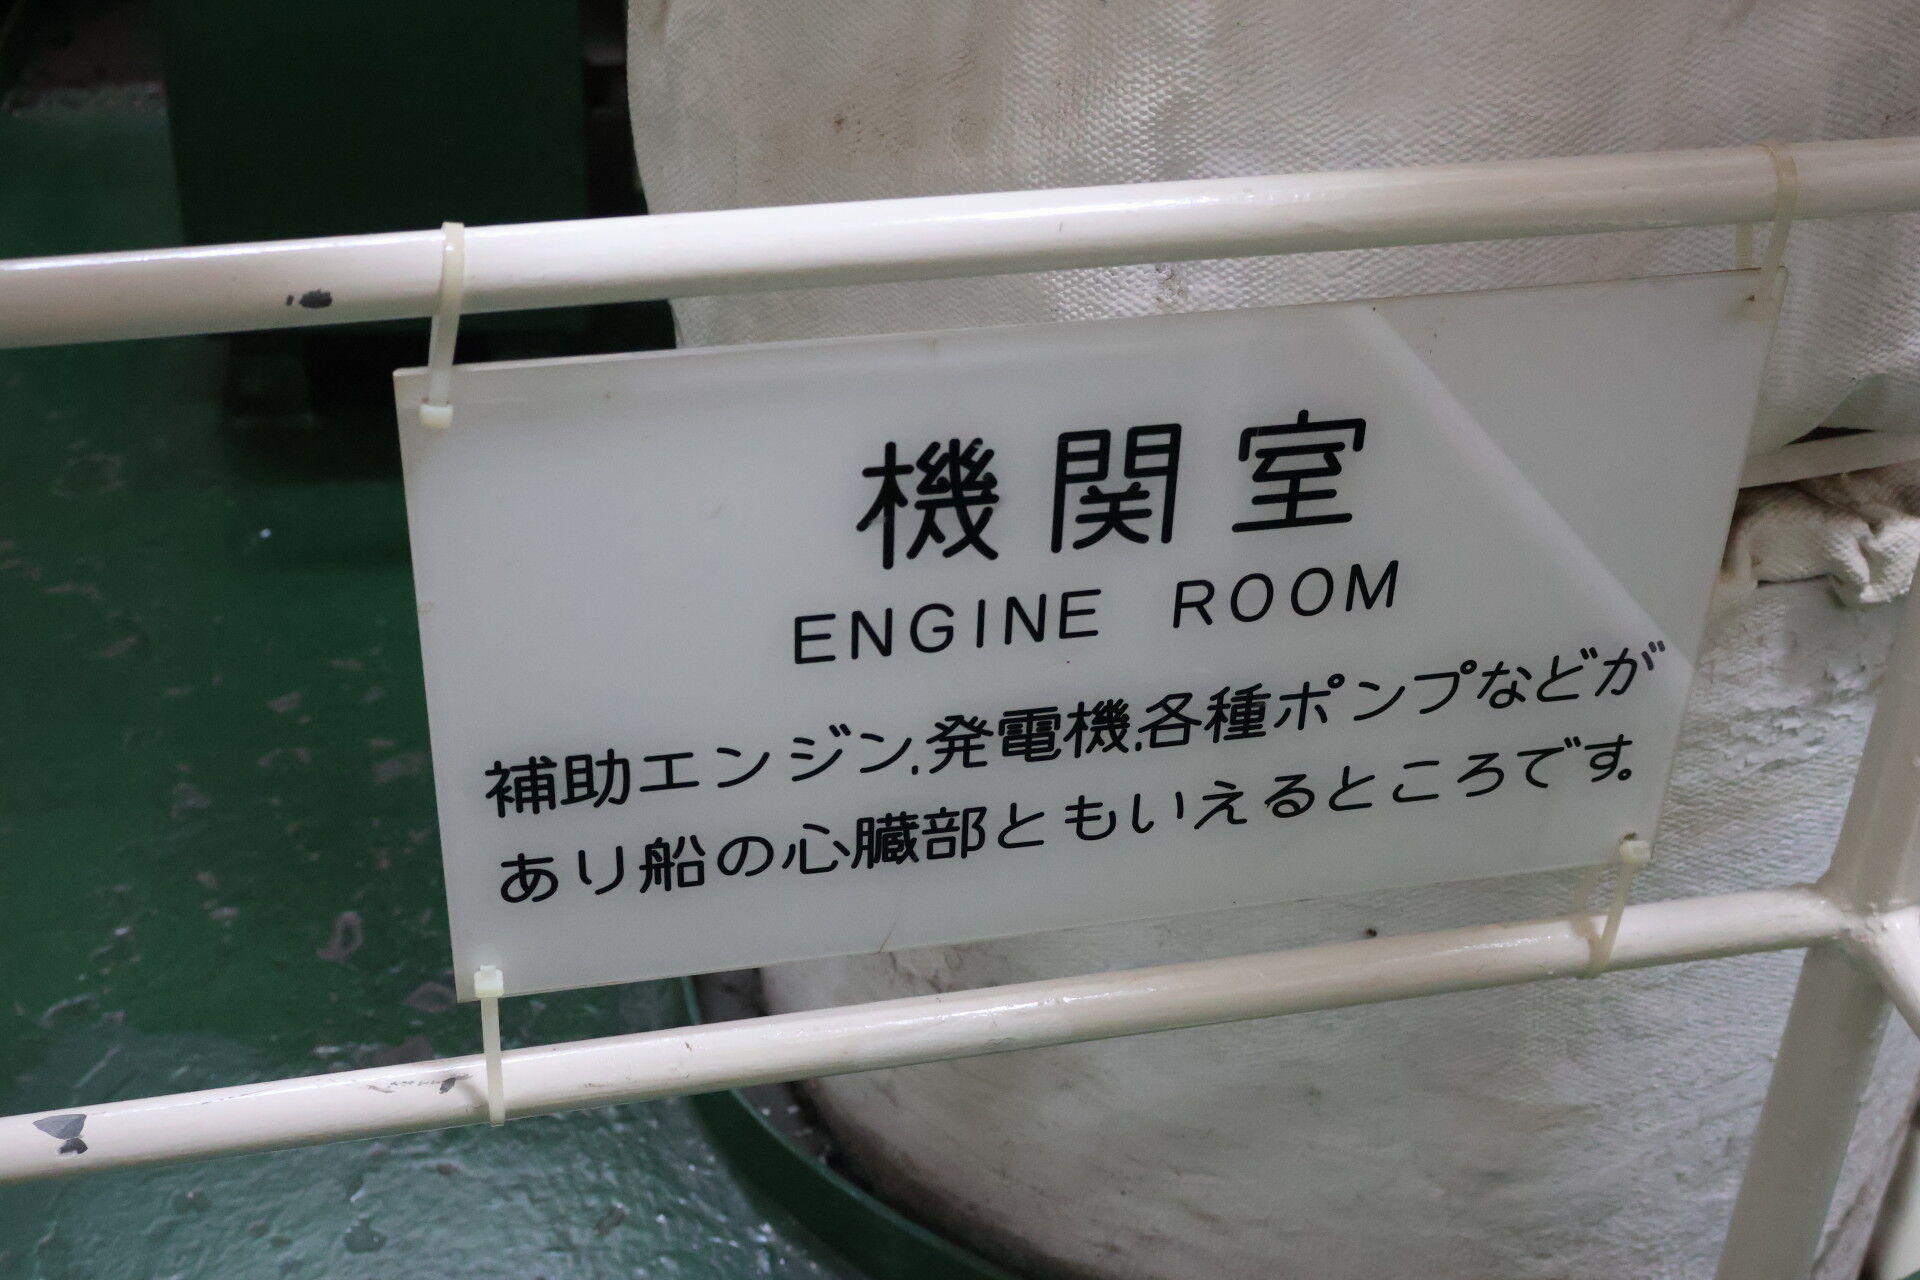 機関室
ENGINE ROOM
補助エンジン,発電機,各種ポンプなどが
あり船の心臓部ともいえるところです。